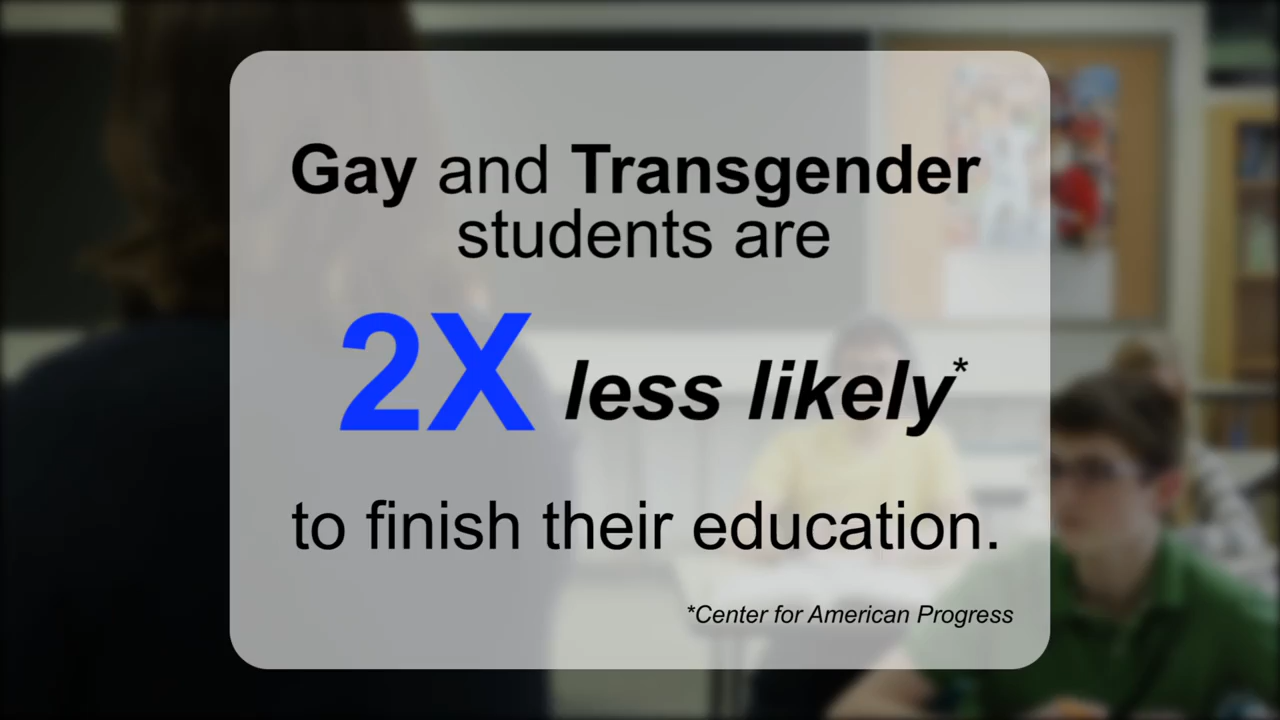 Gay and Transgender
students are
2X less likely*
to finish their education.
*Center for American Progress